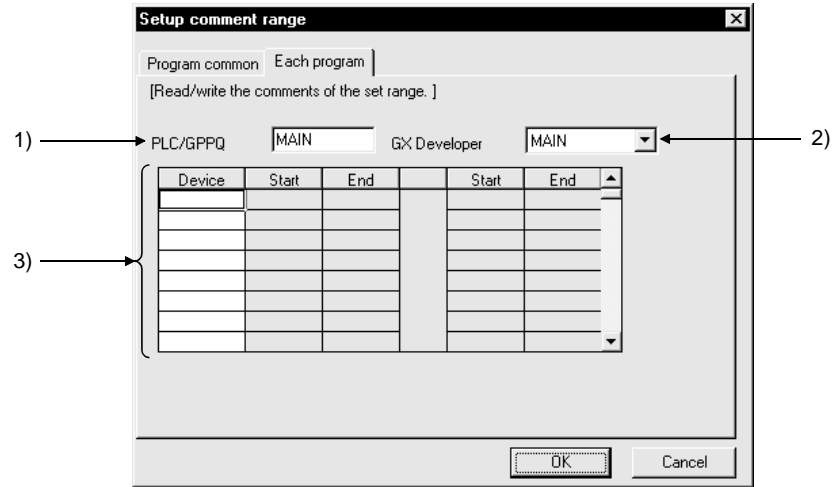 Setup comment range
Program common Each program
[Read/write the comments of the set range. ]
1) PLC/GPPQ MAIN GX Developer MAIN 2)
Device Start End Start End
3)
OK Cancel